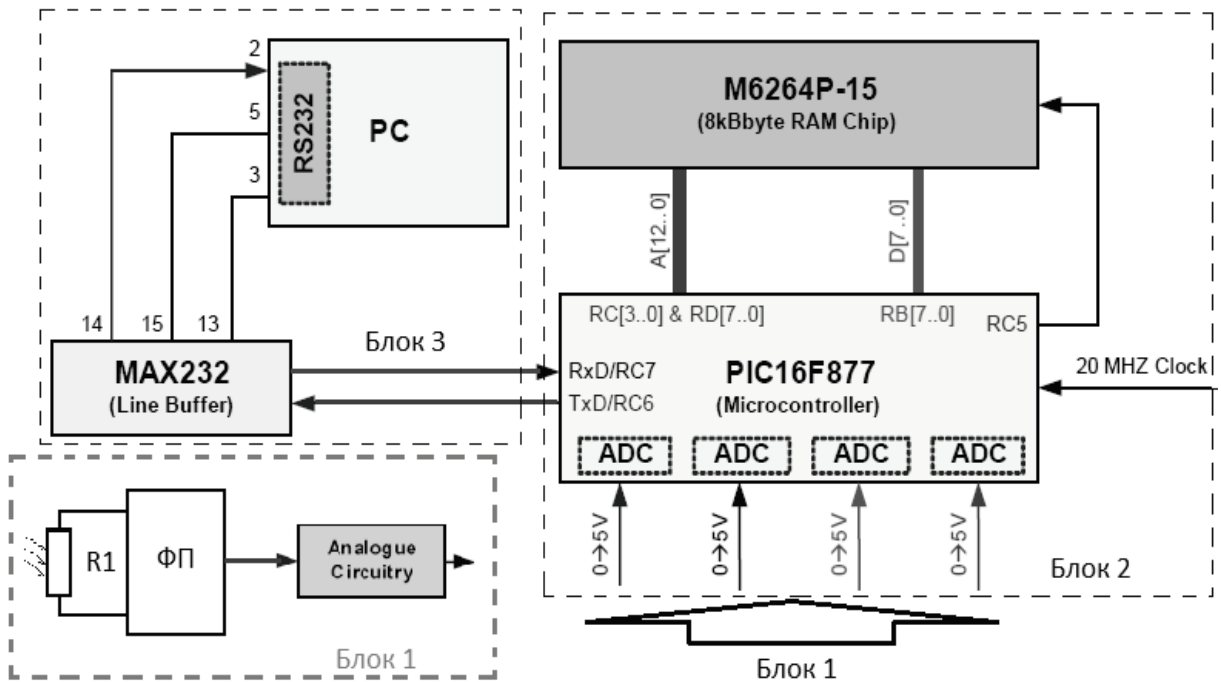 2
5
3
RS232
PC
14
15
13
Блок 3
MAX232
(Line Buffer)
M6264P-15
(8kBbyte RAM Chip)
A[12..0]
D[7..0]
RC[3..0] & RD[7..0]
RB[7..0]
RC5
RxD/RC7
TxD/RC6
PIC16F877
(Microcontroller)
20 MHZ Clock
ADC
ADC
ADC
ADC
0→5V
0→5V
0→5V
0→5V
Блок 2
Блок 1
R1
ФП
Analogue
Circuitry
Блок 1